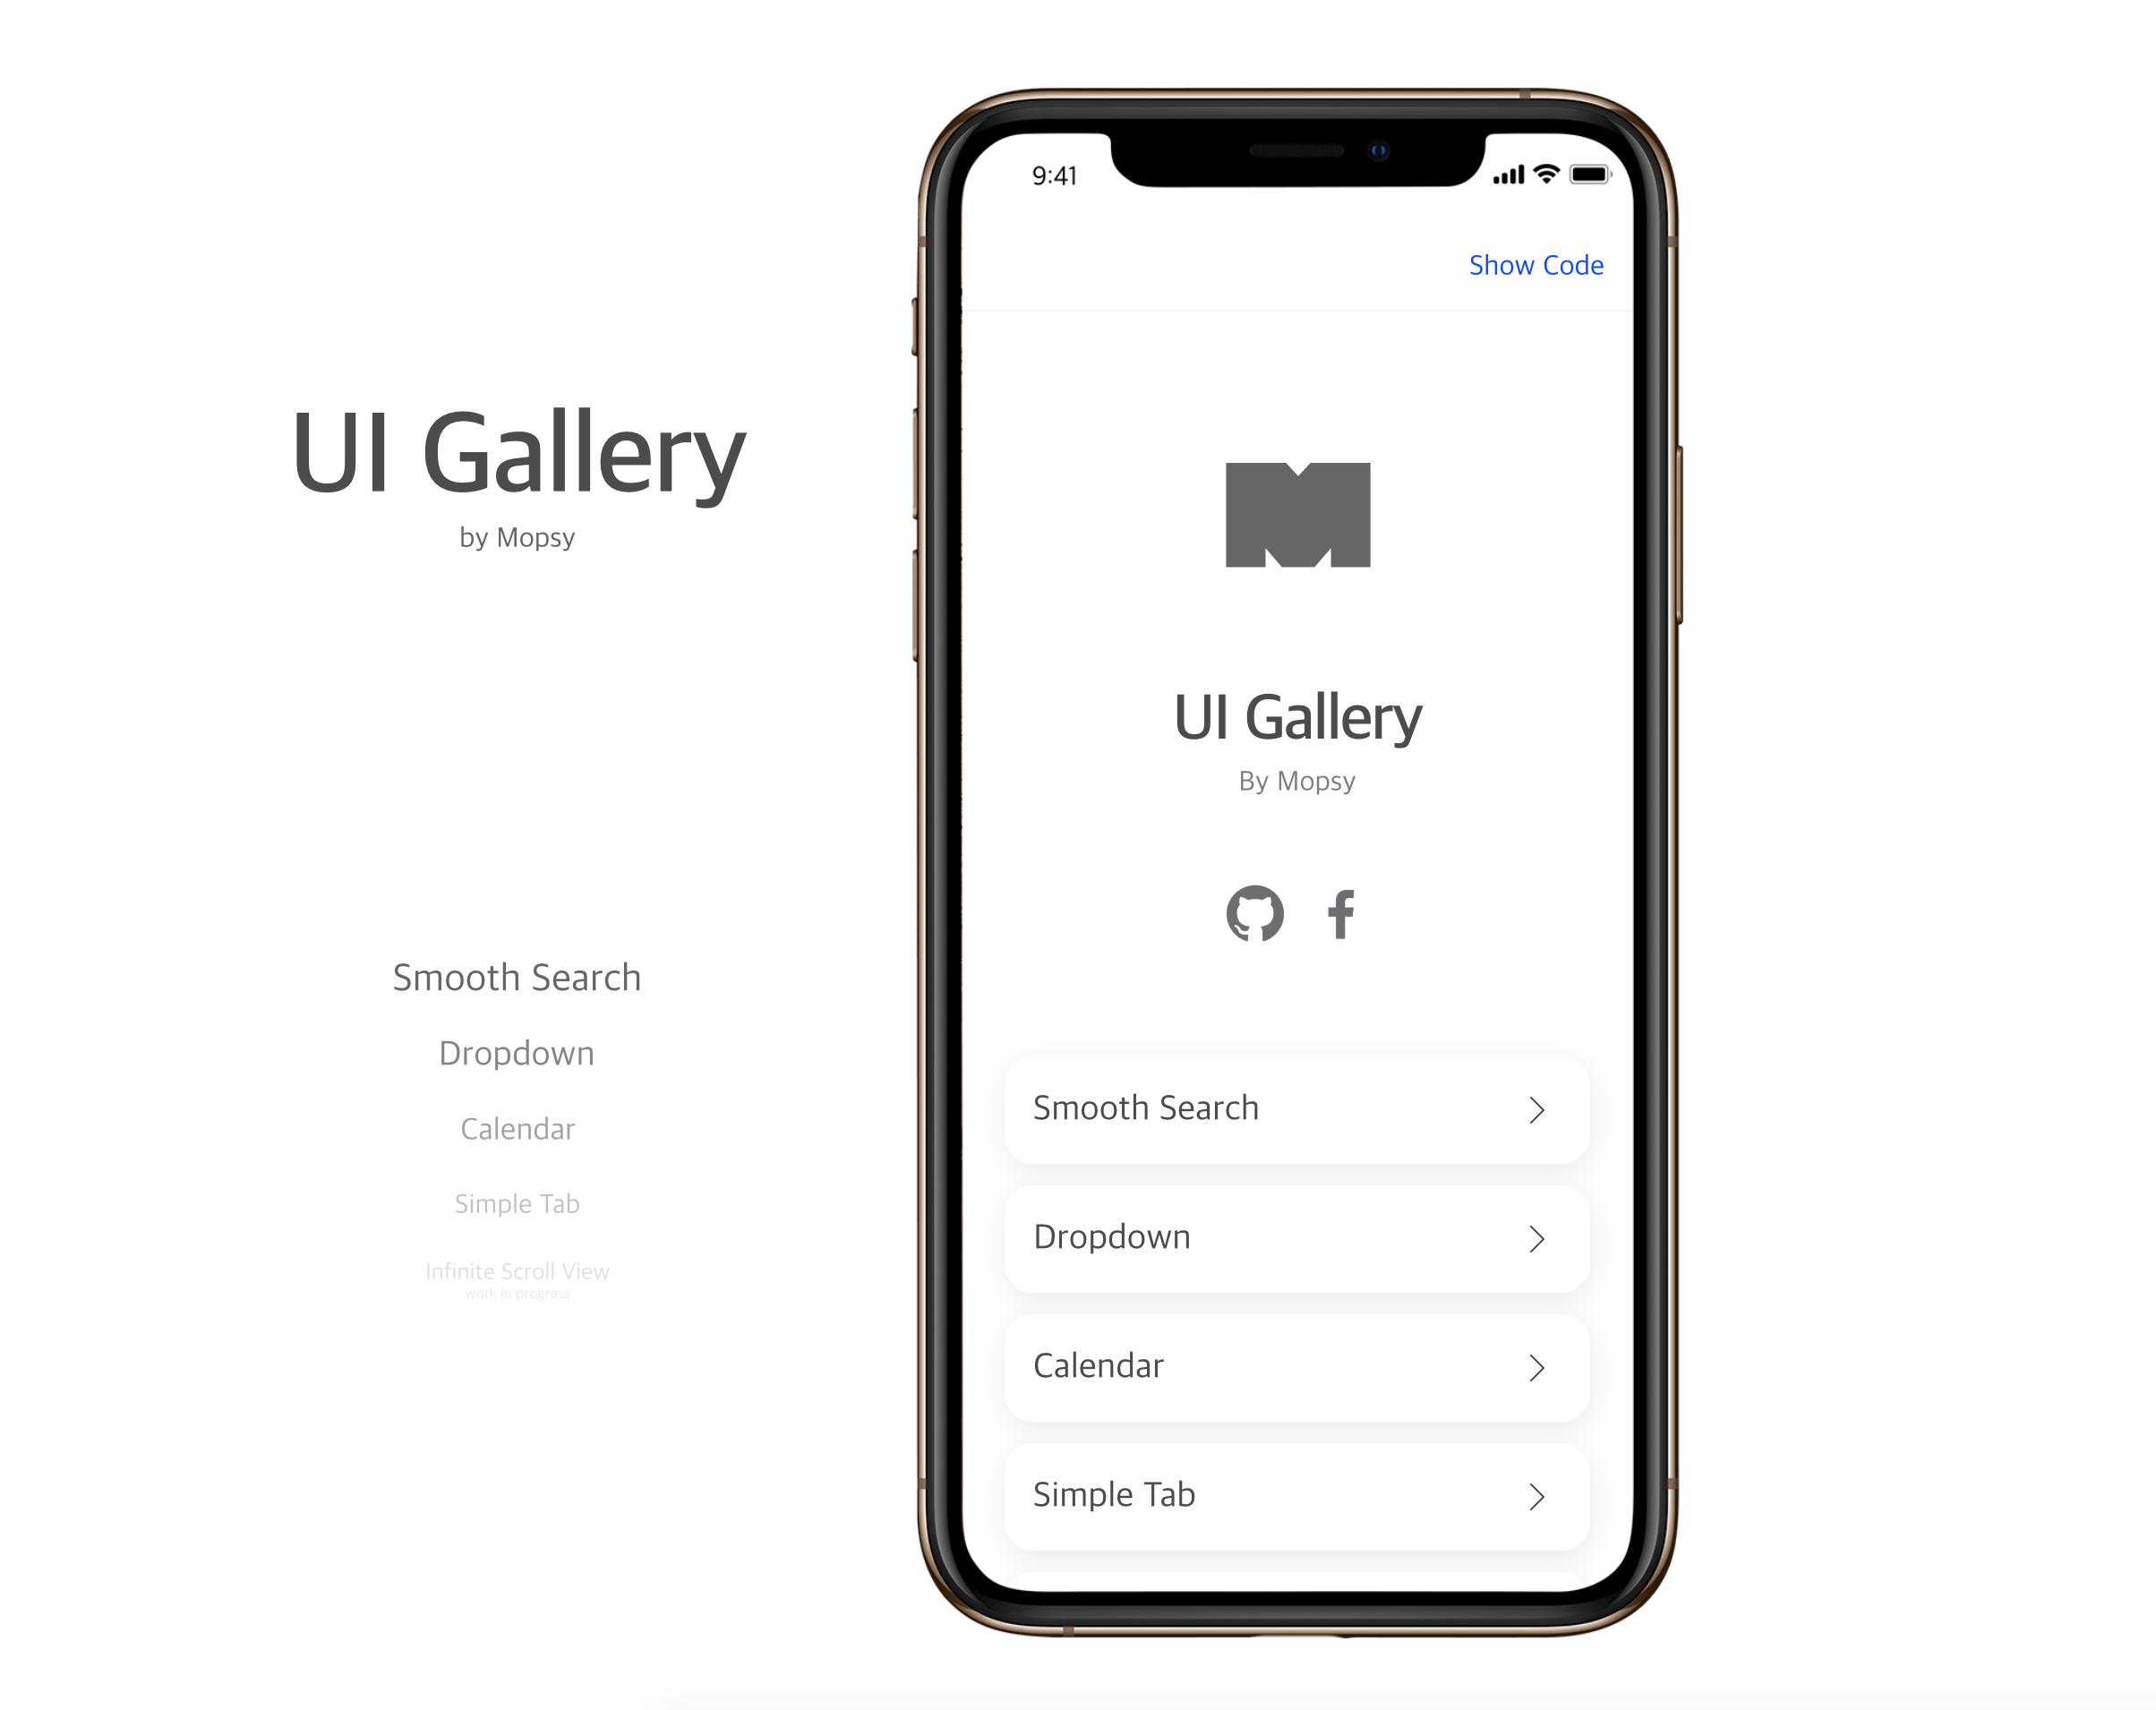 UI Gallery
by Mopsy
Smooth Search
Dropdown
Calendar
Simple Tab
Infinite Scroll View
work in progress
9:41
Show Code
M
UI Gallery
By Mopsy
Smooth Search
Dropdown
Calendar
Simple Tab